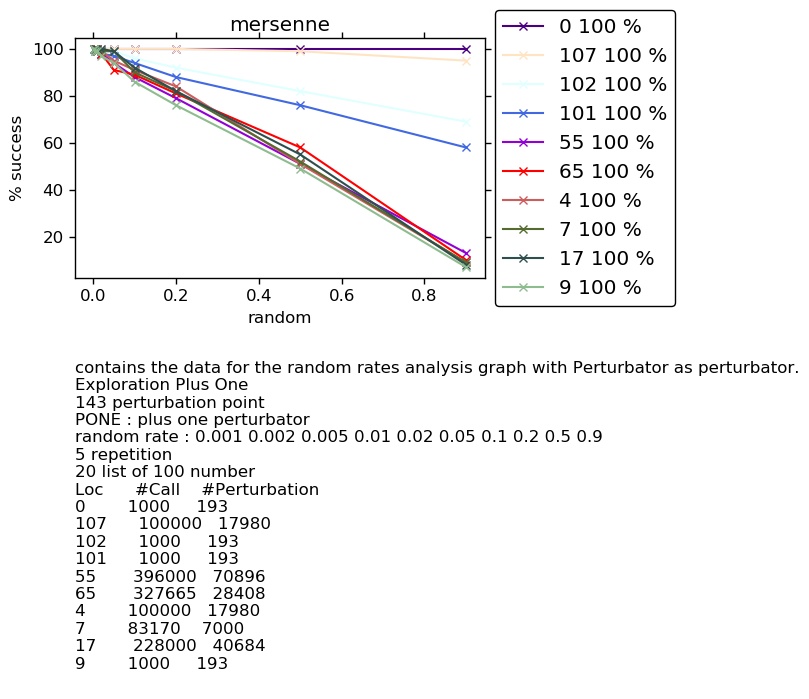 mersenne
100
80
60
40
20
% success
0.0 0.2 0.4 0.6 0.8
random
0 100 %
107 100 %
102 100 %
101 100 %
55 100 %
65 100 %
4 100 %
7 100 %
17 100 %
9 100 %
contains the data for the random rates analysis graph with Perturbator as perturbator.
Exploration Plus One
143 perturbation point
PONE : plus one perturbator
random rate : 0.001 0.002 0.005 0.01 0.02 0.05 0.1 0.2 0.5 0.9
5 repetition
20 list of 100 number
Loc #Call #Perturbation
0 1000 193
107 100000 17980
102 1000 193
101 1000 193
55 396000 70896
65 327665 28408
4 100000 17980
7 83170 7000
17 228000 40684
9 1000 193